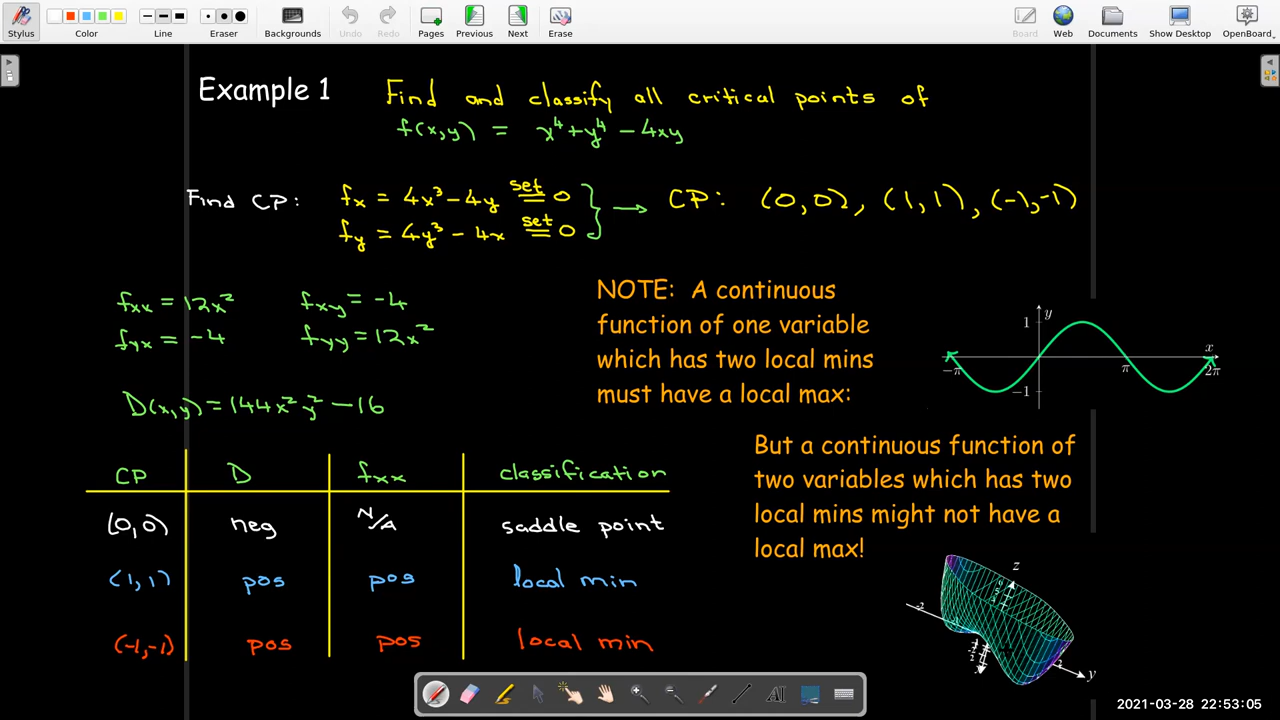 Stylus Color Line Eraser Backgrounds Undo Redo Pages Previous Next Erase Board Web Documents Show Desktop OpenBoard
Example 1 Find and classify all critical points of
f(x,y) = x⁴+y⁴ - 4xy
Find CP: fx = 4x³ - 4y set = 0
fy = 4y³ - 4x set = 0
→ CP: (0,0), (1,1), (-1,-1)
fxx = 12x² fxy = -4
fyx = -4 fyy = 12x²
D(x,y) = 144x²y² - 16
NOTE: A continuous
function of one variable
which has two local mins
must have a local max:
y
1
x
-π π 2π
-1
But a continuous function of
two variables which has two
local mins might not have a
local max!
CP D fxx classification
(0,0) neg N/A saddle point
(1,1) pos pos local min
(-1,-1) pos pos local min
z
-2
2
y
AI
2021-03-28 22:53:05